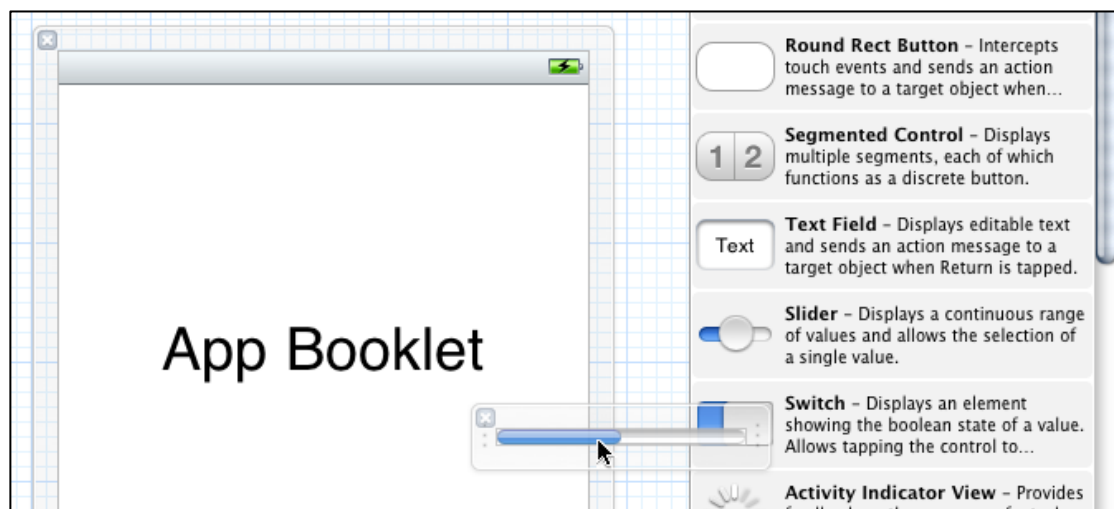 App Booklet
Round Rect Button – Intercepts
touch events and sends an action
message to a target object when...
1 2
Segmented Control – Displays
multiple segments, each of which
functions as a discrete button.
Text
Text Field – Displays editable text
and sends an action message to a
target object when Return is tapped.
Slider – Displays a continuous range
of values and allows the selection of
a single value.
Switch – Displays an element
showing the boolean state of a value.
Allows tapping the control to...
Activity Indicator View – Provides